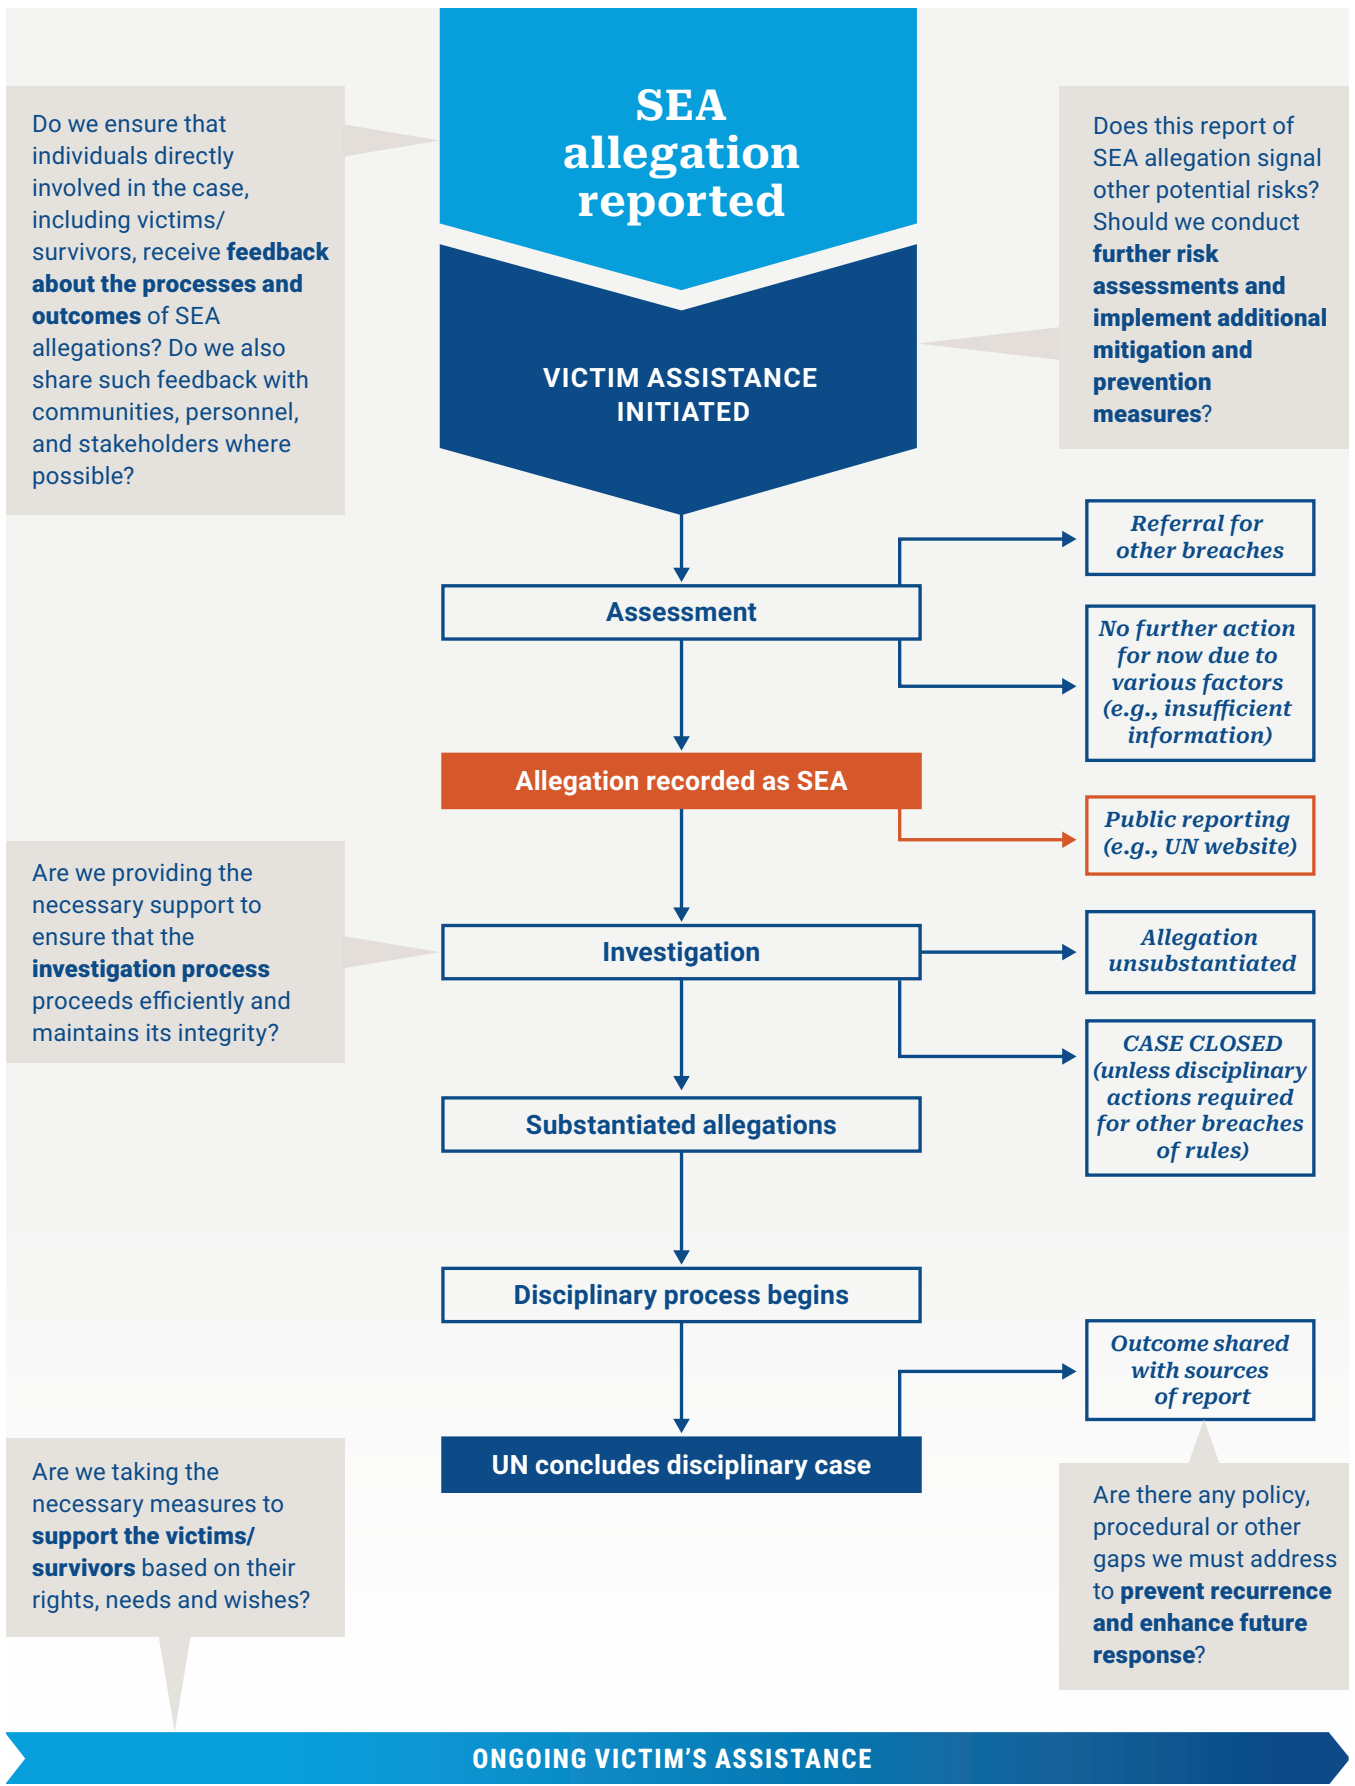 SEA
allegation
reported
Do we ensure that
individuals directly
involved in the case,
including victims/
survivors, receive feedback
about the processes and
outcomes of SEA
allegations? Do we also
share such feedback with
communities, personnel,
and stakeholders where
possible?
Does this report of
SEA allegation signal
other potential risks?
Should we conduct
further risk
assessments and
implement additional
mitigation and
prevention
measures?
VICTIM ASSISTANCE
INITIATED
Referral for
other breaches
Assessment
No further action
for now due to
various factors
(e.g., insufficient
information)
Allegation recorded as SEA
Public reporting
(e.g., UN website)
Are we providing the
necessary support to
ensure that the
investigation process
proceeds efficiently and
maintains its integrity?
Investigation
Allegation
unsubstantiated
CASE CLOSED
(unless disciplinary
actions required
for other breaches
of rules)
Substantiated allegations
Disciplinary process begins
Outcome shared
with sources
of report
UN concludes disciplinary case
Are we taking the
necessary measures to
support the victims/
survivors based on their
rights, needs and wishes?
Are there any policy,
procedural or other
gaps we must address
to prevent recurrence
and enhance future
response?
ONGOING VICTIM'S ASSISTANCE